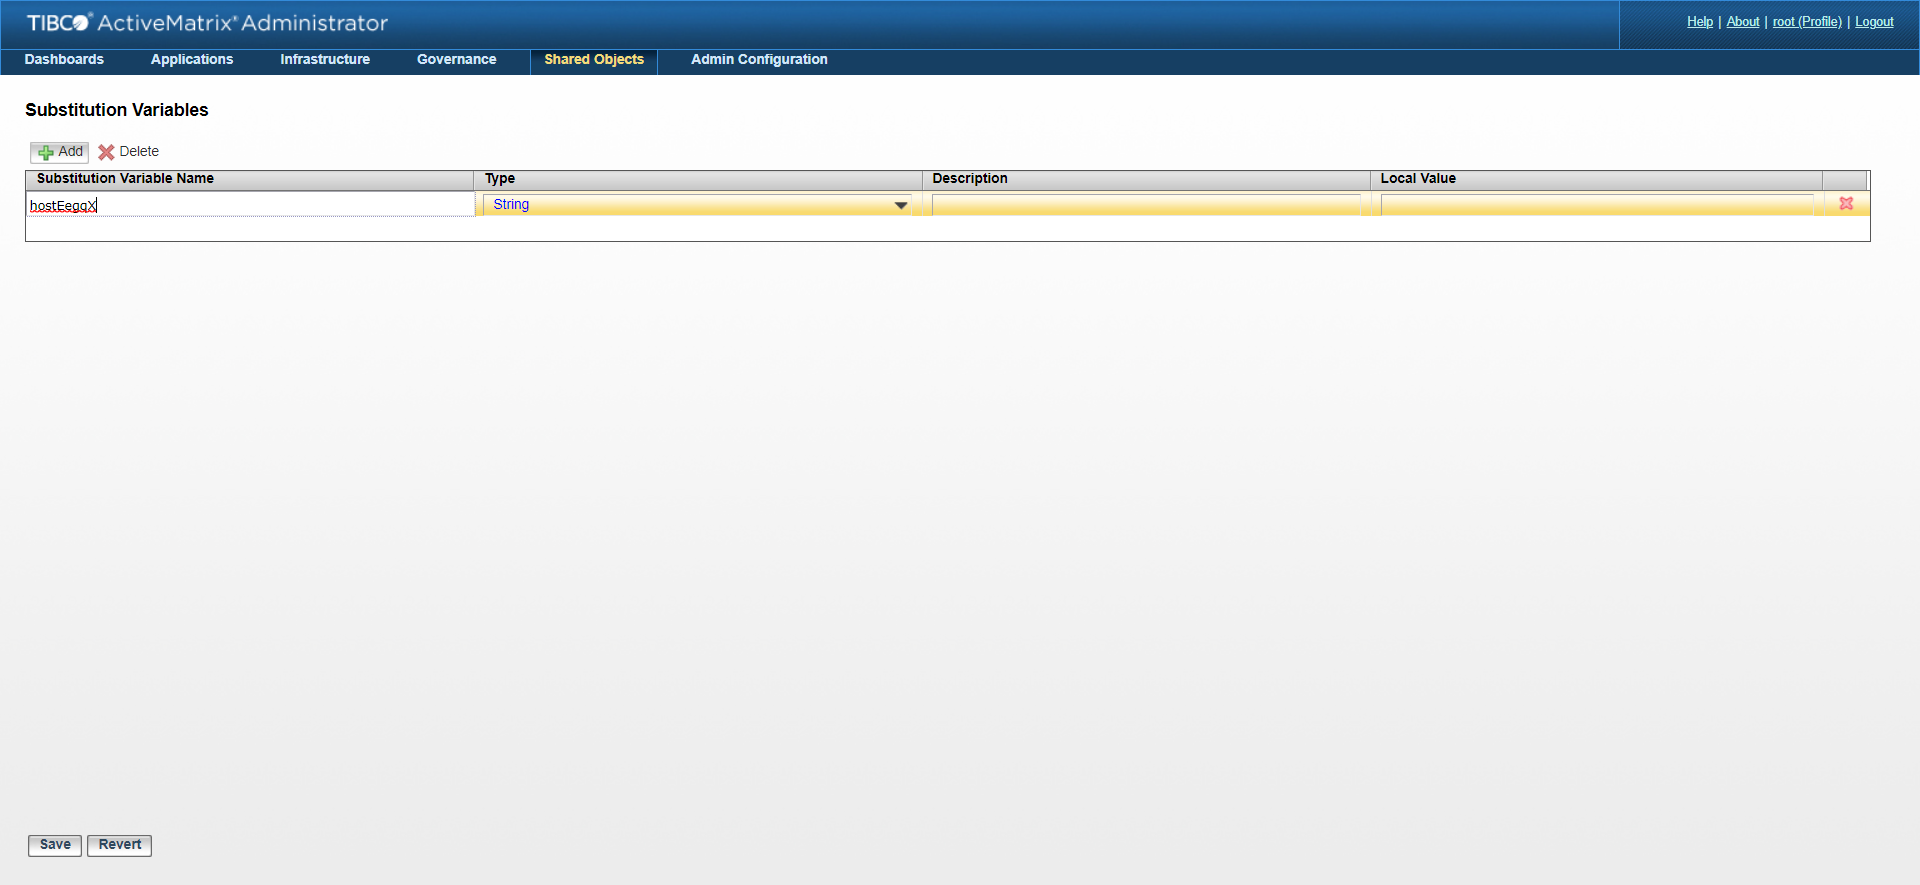 TIBCO® ActiveMatrix® Administrator
Help | About | root (Profile) | Logout
Dashboards Applications Infrastructure Governance Shared Objects Admin Configuration
Substitution Variables
Add Delete
Substitution Variable Name Type Description Local Value
hostEegqX String
Save Revert